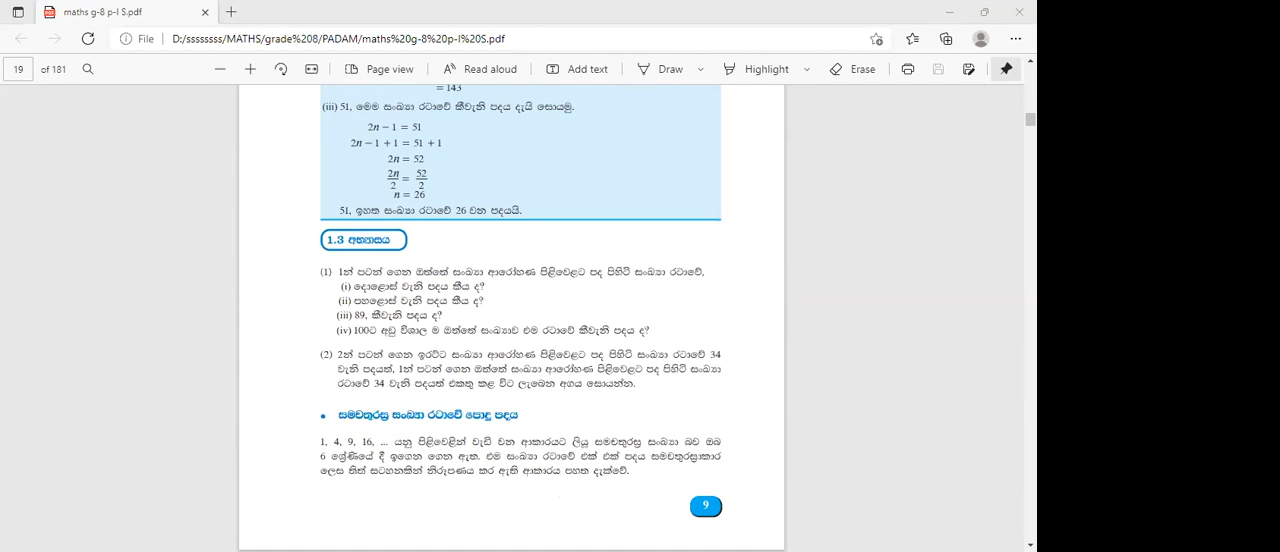 maths g-8 p-I S.pdf
File D:/ssssssss/MATHS/grade%208/PADAM/maths%20g-8%20p-I%20S.pdf
19 of 181 Page view Read aloud Add text Draw Highlight Erase
= 143
(iii) 51, මෙම සංඛ්‍යා රටාවේ කීවැනි පදය දැයි සොයමු.
2n − 1 = 51
2n − 1 + 1 = 51 + 1
2n = 52
2n/2 = 52/2
n = 26
51, ඉහත සංඛ්‍යා රටාවේ 26 වන පදයයි.
1.3 අභ්‍යාසය
(1) 1න් පටන් ගෙන ඔත්තේ සංඛ්‍යා ආරෝහණ පිළිවෙළට පද පිහිටි සංඛ්‍යා රටාවේ,
(i) දොළොස් වැනි පදය කීය ද?
(ii) පහළොස් වැනි පදය කීය ද?
(iii) 89, කීවැනි පදය ද?
(iv) 100ට අඩු විශාල ම ඔත්තේ සංඛ්‍යාව එම රටාවේ කීවැනි පදය ද?
(2) 2න් පටන් ගෙන ඉරට්ට සංඛ්‍යා ආරෝහණ පිළිවෙළට පද පිහිටි සංඛ්‍යා රටාවේ 34
වැනි පදයත්, 1න් පටන් ගෙන ඔත්තේ සංඛ්‍යා ආරෝහණ පිළිවෙළට පද පිහිටි සංඛ්‍යා
රටාවේ 34 වැනි පදයත් එකතු කළ විට ලැබෙන අගය සොයන්න.
• සමචතුරස්‍ර සංඛ්‍යා රටාවේ පොදු පදය
1, 4, 9, 16, ... යනු පිළිවෙළින් වැඩි වන ආකාරයට ලියූ සමචතුරස්‍ර සංඛ්‍යා බව ඔබ
6 ශ්‍රේණියේ දී ඉගෙන ගෙන ඇත. එම සංඛ්‍යා රටාවේ එක් එක් පදය සමචතුරස්‍රාකාර
ලෙස තිත් සටහනකින් නිරූපණය කර ඇති ආකාරය පහත දැක්වේ.
9